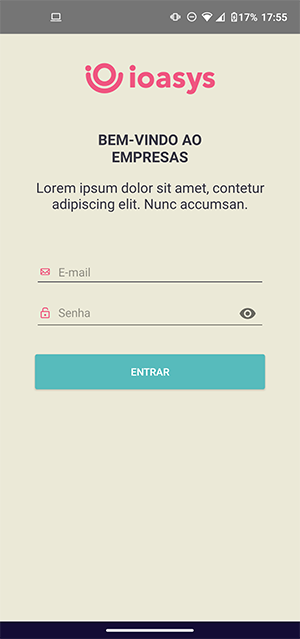 17% 17:55
ioasys
BEM-VINDO AO
EMPRESAS
Lorem ipsum dolor sit amet, contetur
adipiscing elit. Nunc accumsan.
E-mail
Senha
ENTRAR